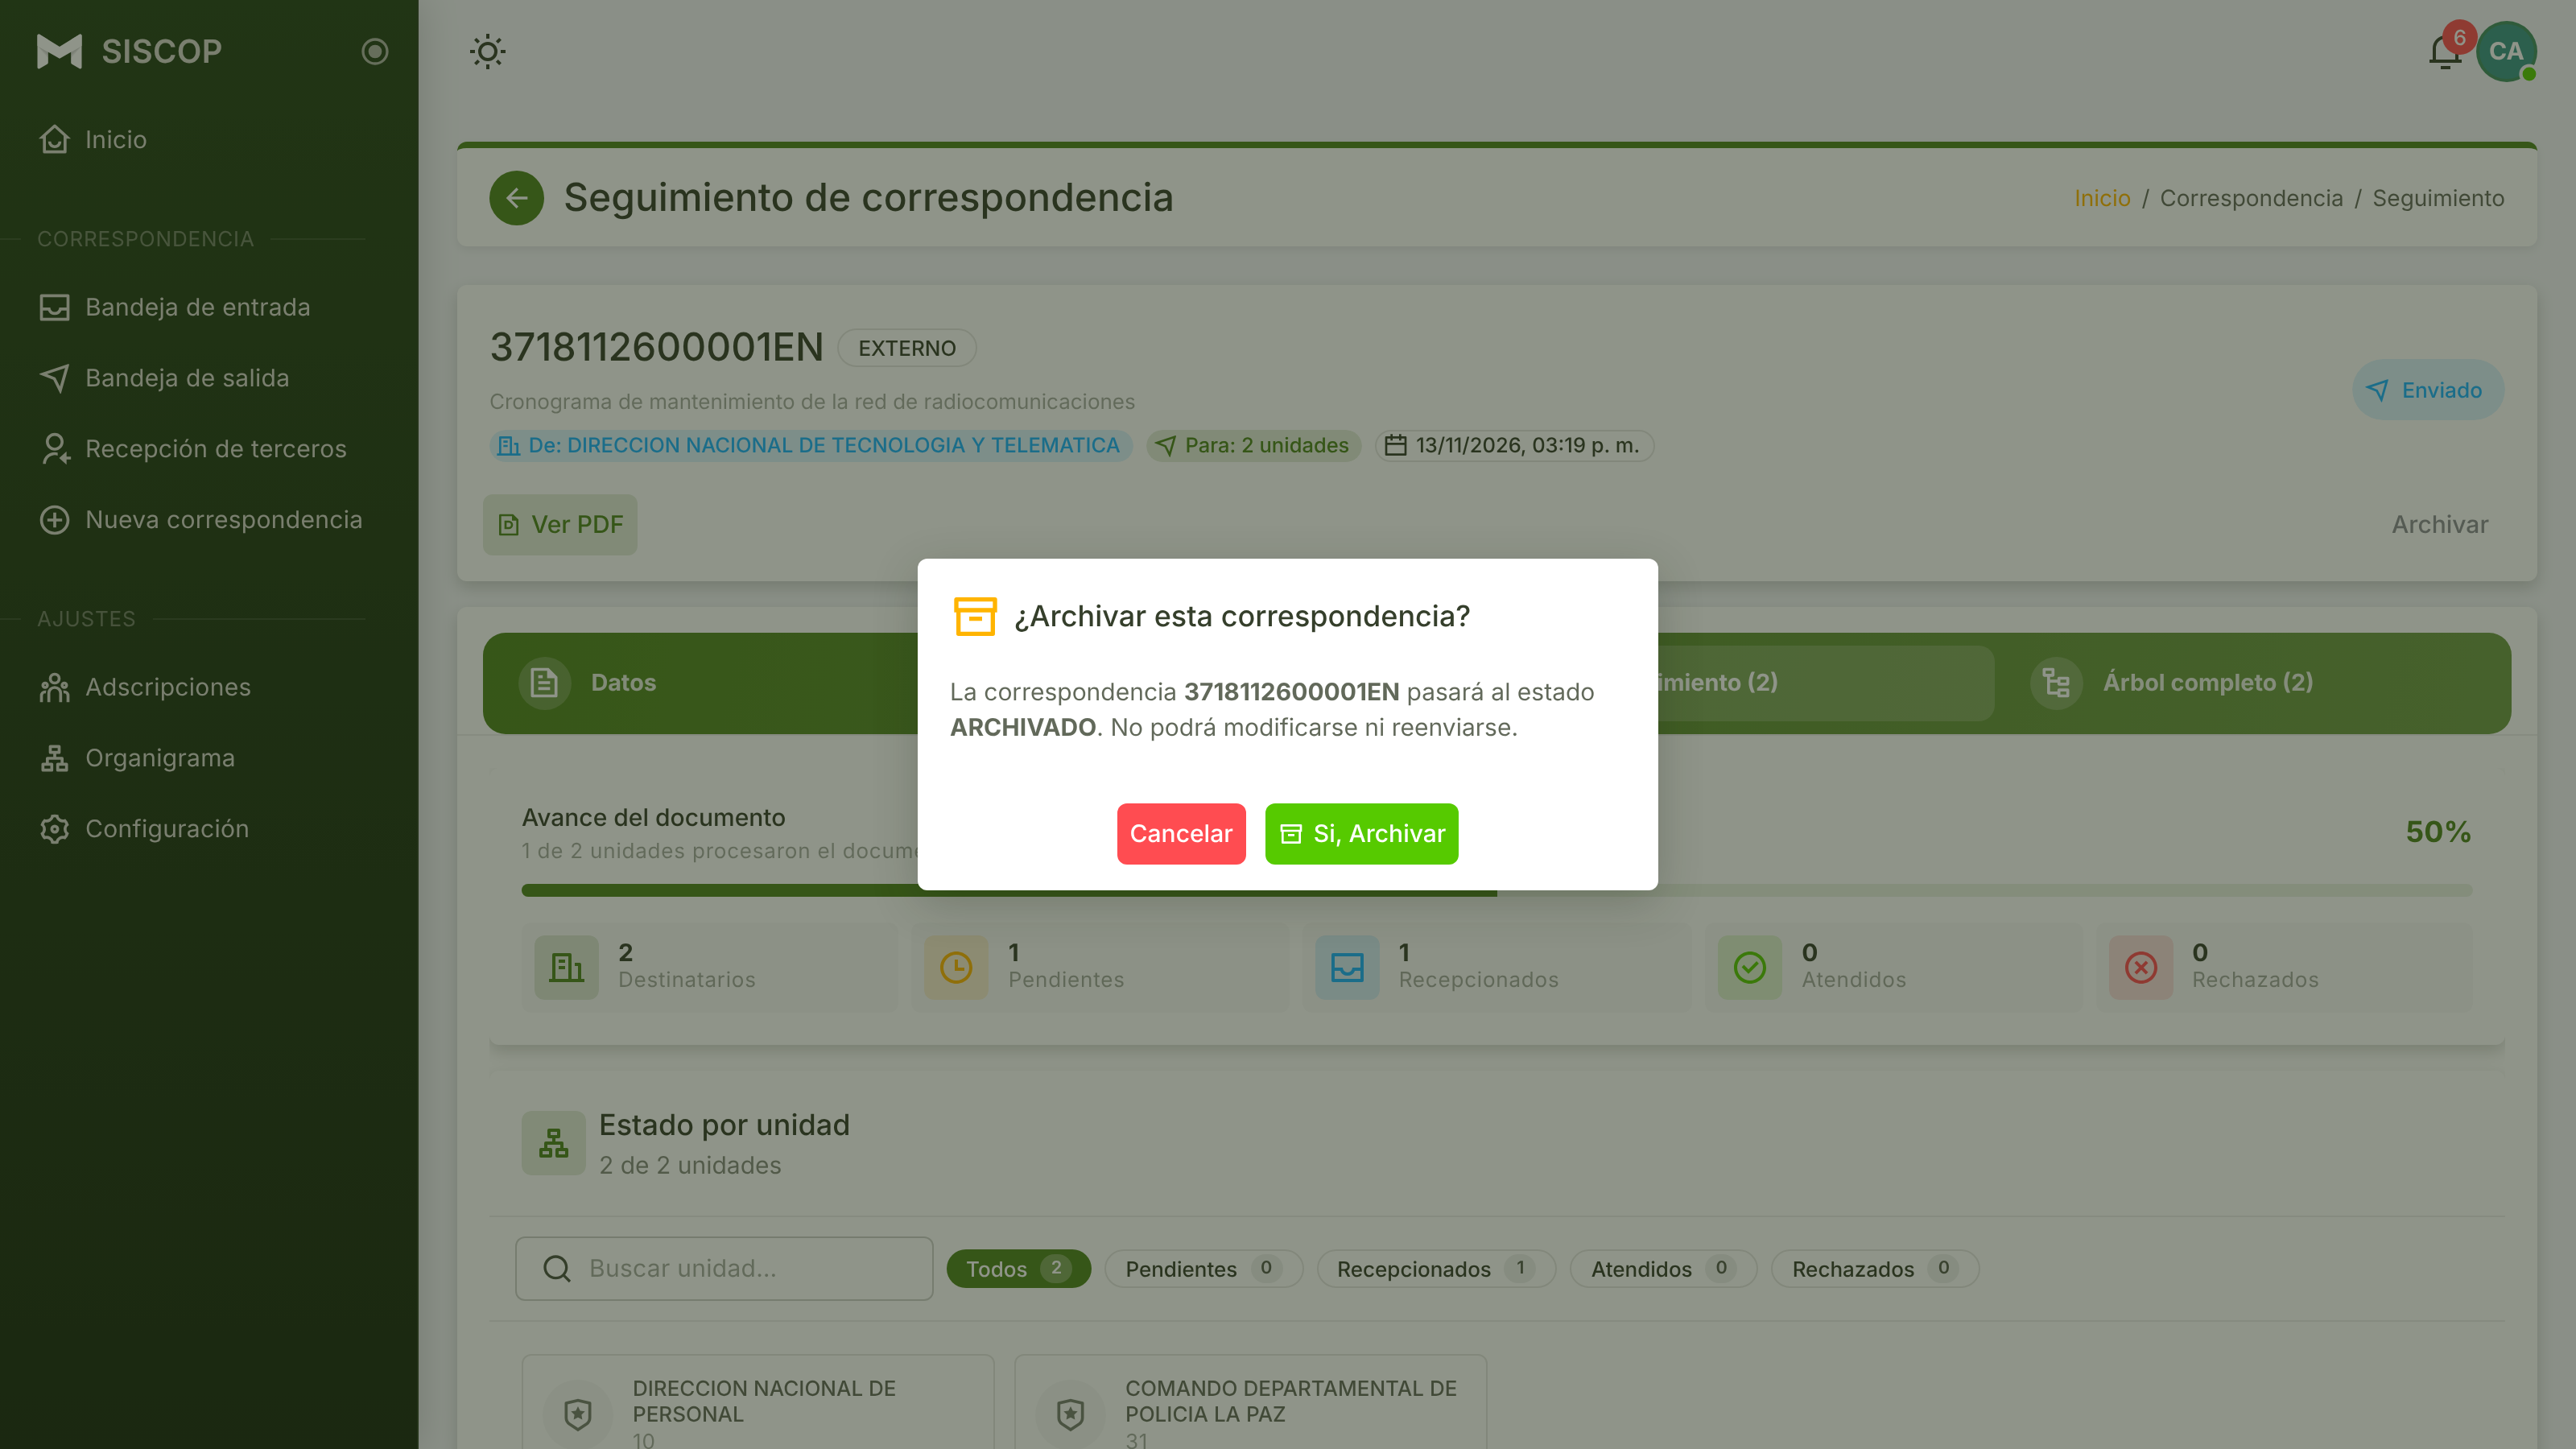 SISCOP
6
CA
Inicio
CORRESPONDENCIA
Bandeja de entrada
Bandeja de salida
Recepción de terceros
Nueva correspondencia
AJUSTES
Adscripciones
Organigrama
Configuración
Seguimiento de correspondencia
Inicio / Correspondencia / Seguimiento
3718112600001EN EXTERNO
Cronograma de mantenimiento de la red de radiocomunicaciones
De: DIRECCION NACIONAL DE TECNOLOGIA Y TELEMATICA Para: 2 unidades 13/11/2026, 03:19 p. m.
Enviado
Ver PDF
Archivar
¿Archivar esta correspondencia?
La correspondencia 3718112600001EN pasará al estado
ARCHIVADO. No podrá modificarse ni reenviarse.
Cancelar Si, Archivar
Datos
imiento (2)
Árbol completo (2)
Avance del documento
1 de 2 unidades procesaron el docume
50%
2
Destinatarios
1
Pendientes
1
Recepcionados
0
Atendidos
0
Rechazados
Estado por unidad
2 de 2 unidades
Buscar unidad...
Todos 2 Pendientes 0 Recepcionados 1 Atendidos 0 Rechazados 0
DIRECCION NACIONAL DE
PERSONAL
10
COMANDO DEPARTAMENTAL DE
POLICIA LA PAZ
31